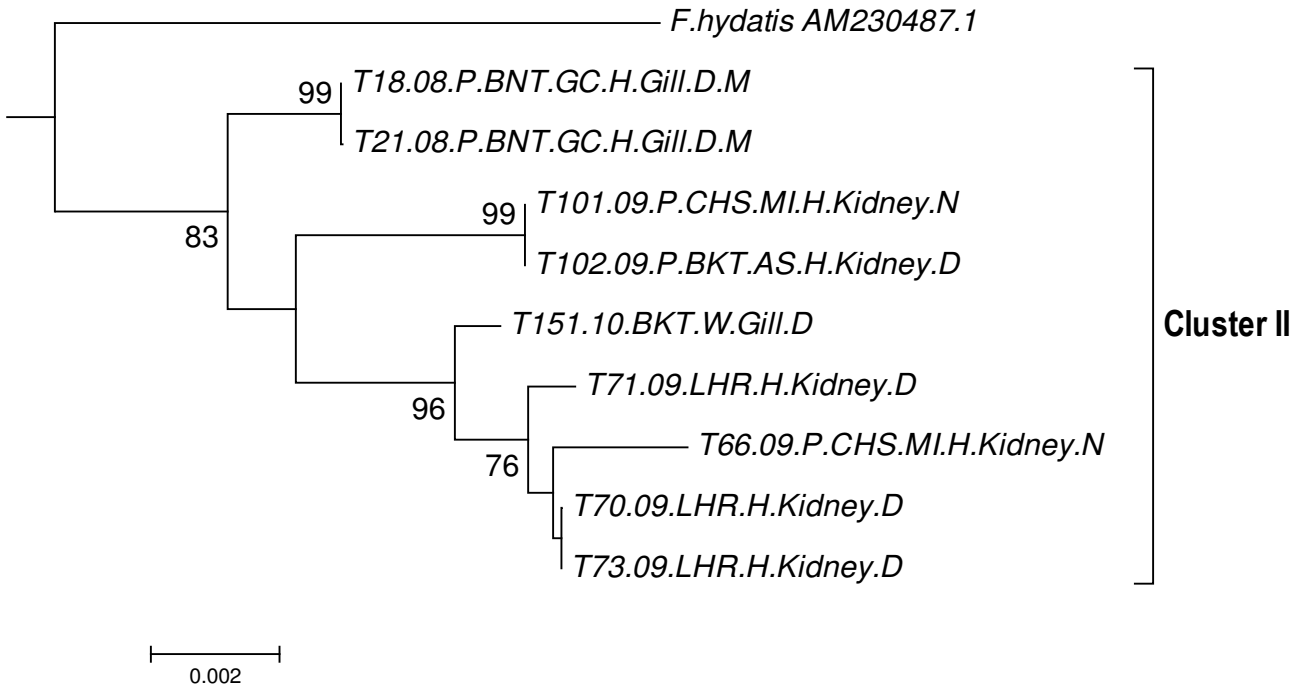 F.hydatis AM230487.1
99
T18.08.P.BNT.GC.H.Gill.D.M
T21.08.P.BNT.GC.H.Gill.D.M
83
99
T101.09.P.CHS.MI.H.Kidney.N
T102.09.P.BKT.AS.H.Kidney.D
T151.10.BKT.W.Gill.D
Cluster II
96
T71.09.LHR.H.Kidney.D
76
T66.09.P.CHS.MI.H.Kidney.N
T70.09.LHR.H.Kidney.D
T73.09.LHR.H.Kidney.D
0.002